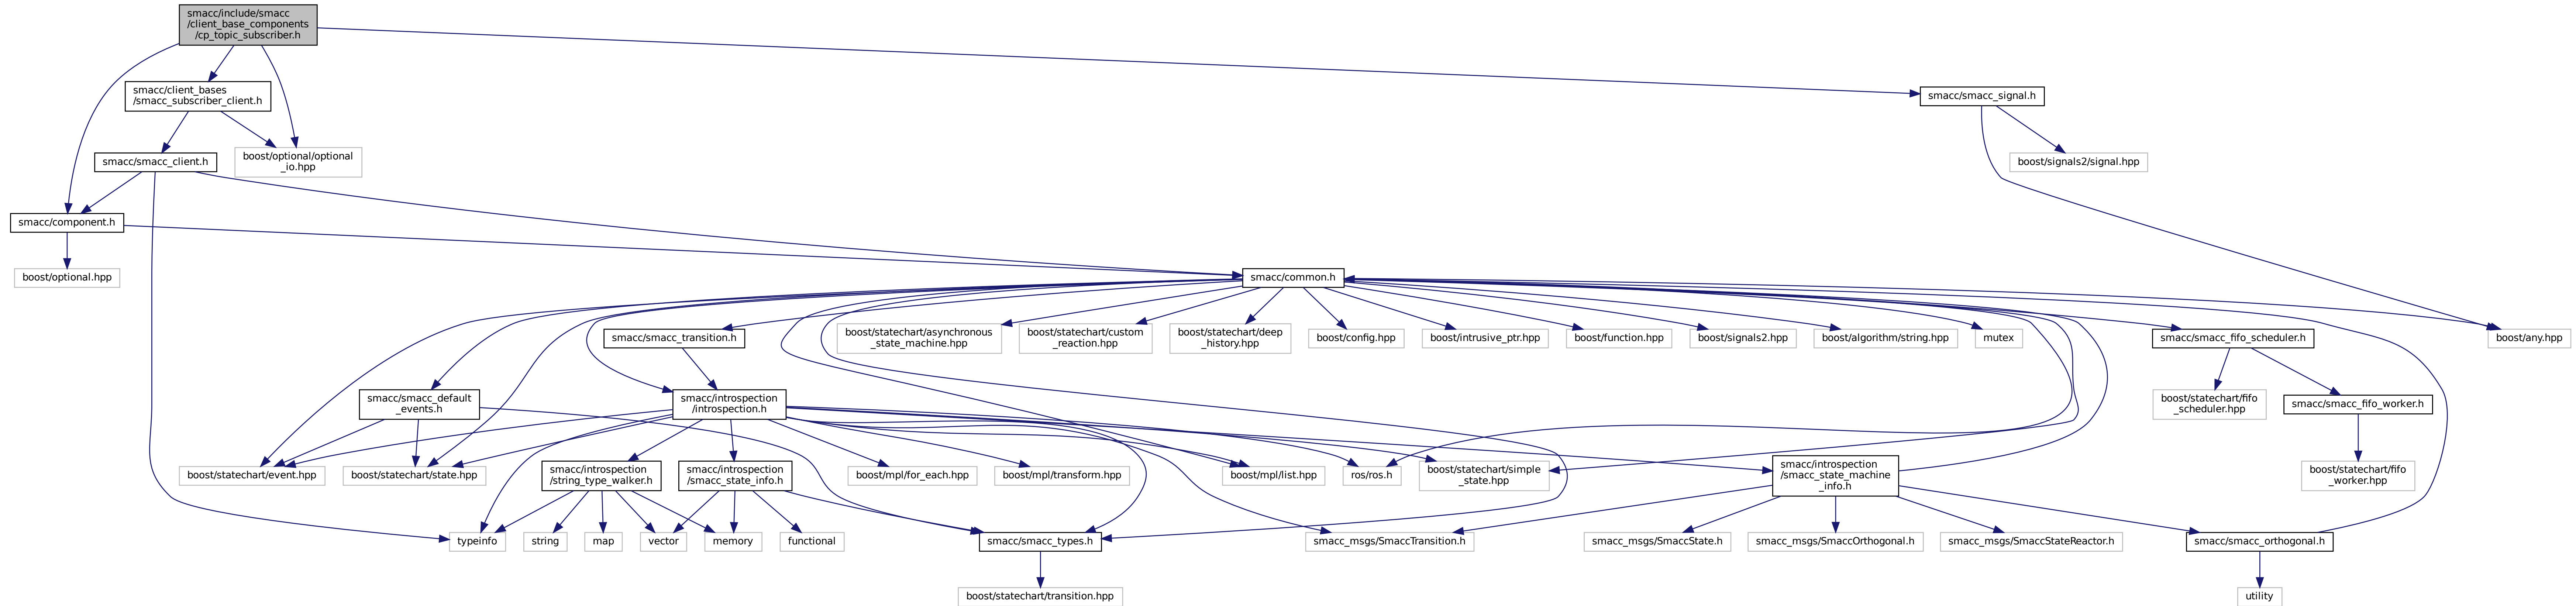 smacc/include/smacc
/client_base_components
/cp_topic_subscriber.h
smacc/client_bases
/smacc_subscriber_client.h
smacc/smacc_signal.h
smacc/smacc_client.h
boost/optional/optional
_io.hpp
boost/signals2/signal.hpp
smacc/component.h
boost/optional.hpp
smacc/common.h
smacc/smacc_transition.h
boost/statechart/asynchronous
_state_machine.hpp
boost/statechart/custom
_reaction.hpp
boost/statechart/deep
_history.hpp
boost/config.hpp
boost/intrusive_ptr.hpp
boost/function.hpp
boost/signals2.hpp
boost/algorithm/string.hpp
mutex
smacc/smacc_fifo_scheduler.h
boost/any.hpp
smacc/smacc_default
_events.h
smacc/introspection
/introspection.h
boost/statechart/fifo
_scheduler.hpp
smacc/smacc_fifo_worker.h
boost/statechart/event.hpp
boost/statechart/state.hpp
smacc/introspection
/string_type_walker.h
smacc/introspection
/smacc_state_info.h
boost/mpl/for_each.hpp
boost/mpl/transform.hpp
boost/mpl/list.hpp
ros/ros.h
boost/statechart/simple
_state.hpp
smacc/introspection
/smacc_state_machine
_info.h
boost/statechart/fifo
_worker.hpp
typeinfo
string
map
vector
memory
functional
smacc/smacc_types.h
smacc_msgs/SmaccTransition.h
smacc_msgs/SmaccState.h
smacc_msgs/SmaccOrthogonal.h
smacc_msgs/SmaccStateReactor.h
smacc/smacc_orthogonal.h
boost/statechart/transition.hpp
utility